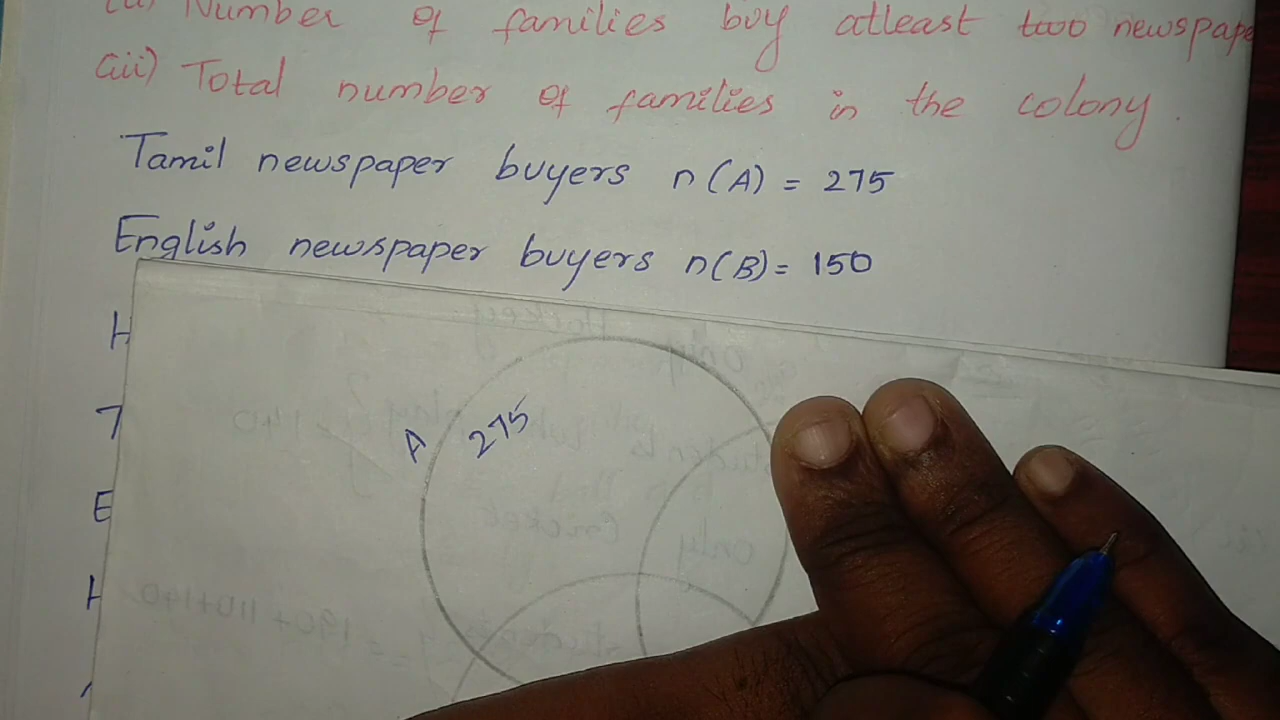 Number of families buy atleast two newspape
(iii) Total number of families in the colony.
Tamil newspaper buyers n(A) = 275
English newspaper buyers n(B) = 150
H
T
E
H
A 275